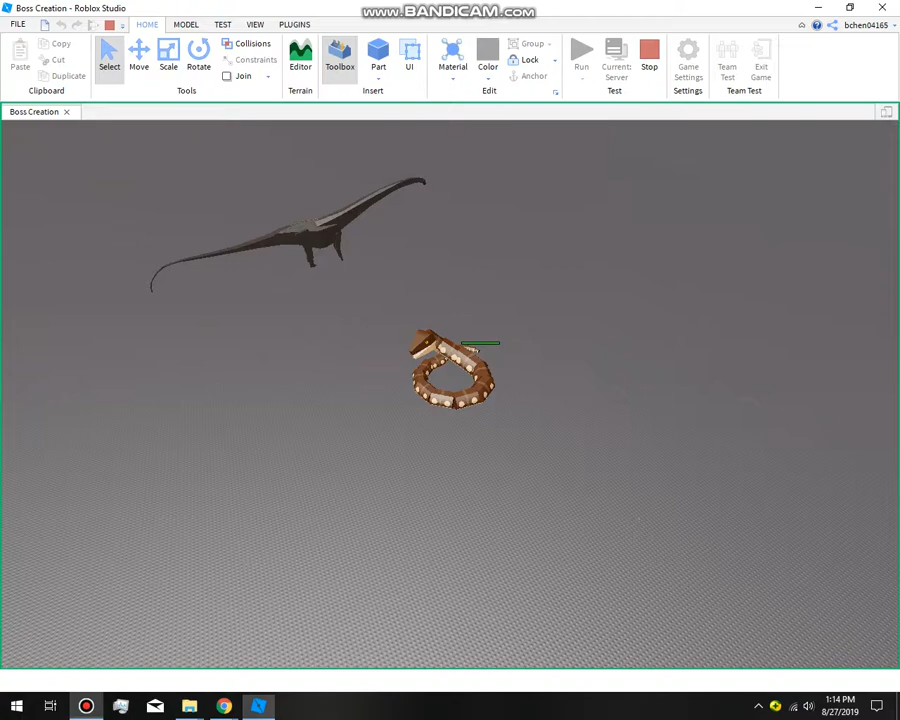 Boss Creation - Roblox Studio
www.BANDICAM.com
FILE HOME MODEL TEST VIEW PLUGINS
bchen04165
Paste
Copy
Cut
Duplicate
Clipboard
Select
Move
Scale
Rotate
Collisions
Constraints
Join
Tools
Editor
Terrain
Toolbox
Part
UI
Insert
Material
Color
Group
Lock
Anchor
Edit
Run
Current:
Server
Stop
Test
Game
Settings
Settings
Team
Test
Exit
Game
Team Test
Boss Creation
1:14 PM
8/27/2019